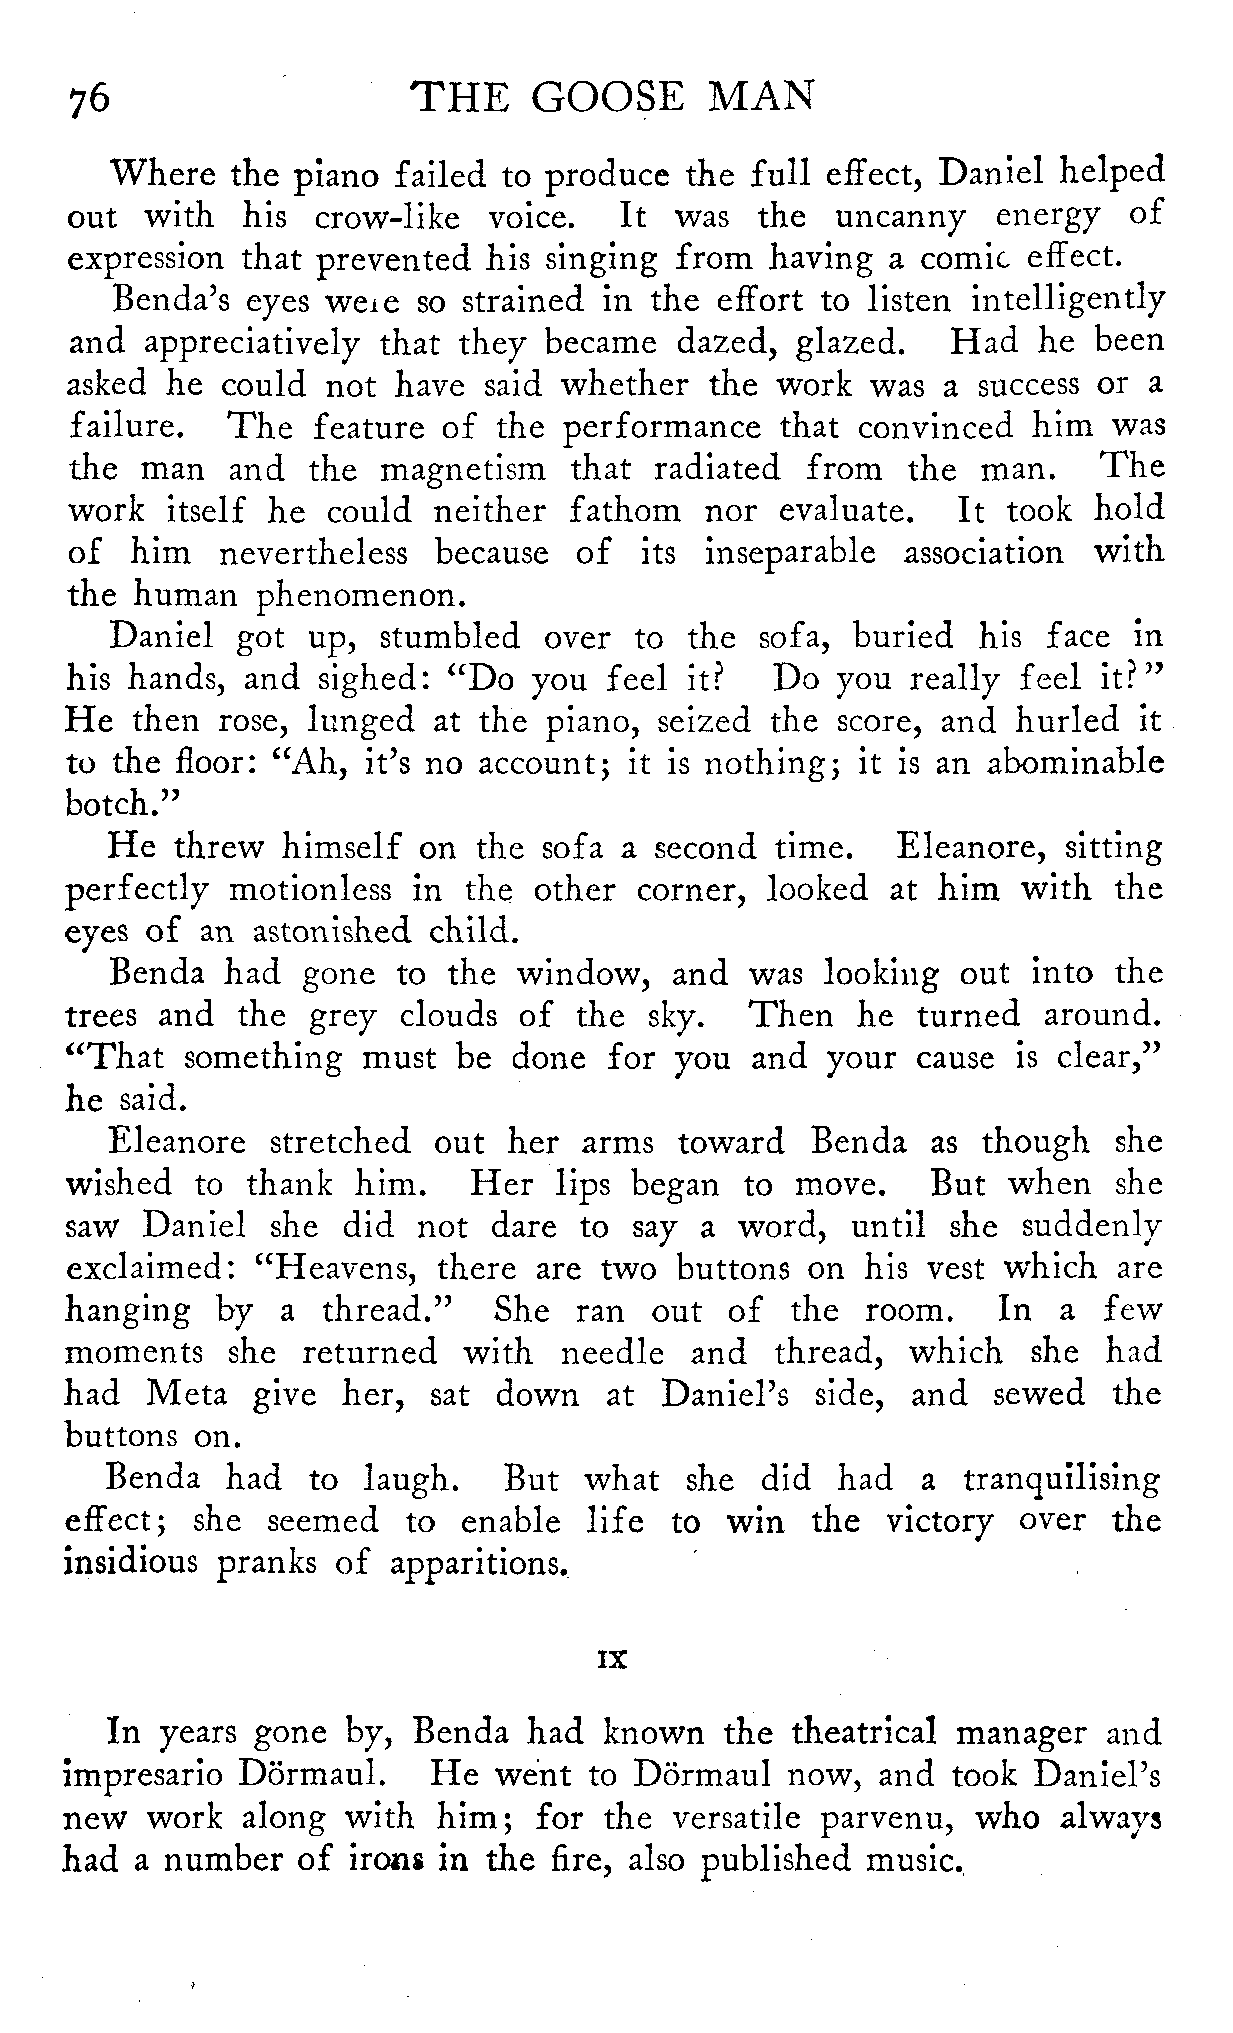 76 THE GOOSE MAN
Where the piano failed to produce the full effect, Daniel helped
out with his crow-like voice. It was the uncanny energy of
expression that prevented his singing from having a comic effect.
Benda's eyes were so strained in the effort to listen intelligently
and appreciatively that they became dazed, glazed. Had he been
asked he could not have said whether the work was a success or a
failure. The feature of the performance that convinced him was
the man and the magnetism that radiated from the man. The
work itself he could neither fathom nor evaluate. It took hold
of him nevertheless because of its inseparable association with
the human phenomenon.
Daniel got up, stumbled over to the sofa, buried his face in
his hands, and sighed: "Do you feel it? Do you really feel it?"
He then rose, lunged at the piano, seized the score, and hurled it
to the floor: "Ah, it's no account; it is nothing; it is an abominable
botch."
He threw himself on the sofa a second time. Eleanore, sitting
perfectly motionless in the other corner, looked at him with the
eyes of an astonished child.
Benda had gone to the window, and was looking out into the
trees and the grey clouds of the sky. Then he turned around.
"That something must be done for you and your cause is clear,"
he said.
Eleanore stretched out her arms toward Benda as though she
wished to thank him. Her lips began to move. But when she
saw Daniel she did not dare to say a word, until she suddenly
exclaimed: "Heavens, there are two buttons on his vest which are
hanging by a thread." She ran out of the room. In a few
moments she returned with needle and thread, which she had
had Meta give her, sat down at Daniel's side, and sewed the
buttons on.
Benda had to laugh. But what she did had a tranquilising
effect; she seemed to enable life to win the victory over the
insidious pranks of apparitions.
IX
In years gone by, Benda had known the theatrical manager and
impresario Dörmaul. He went to Dörmaul now, and took Daniel's
new work along with him; for the versatile parvenu, who always
had a number of irons in the fire, also published music.